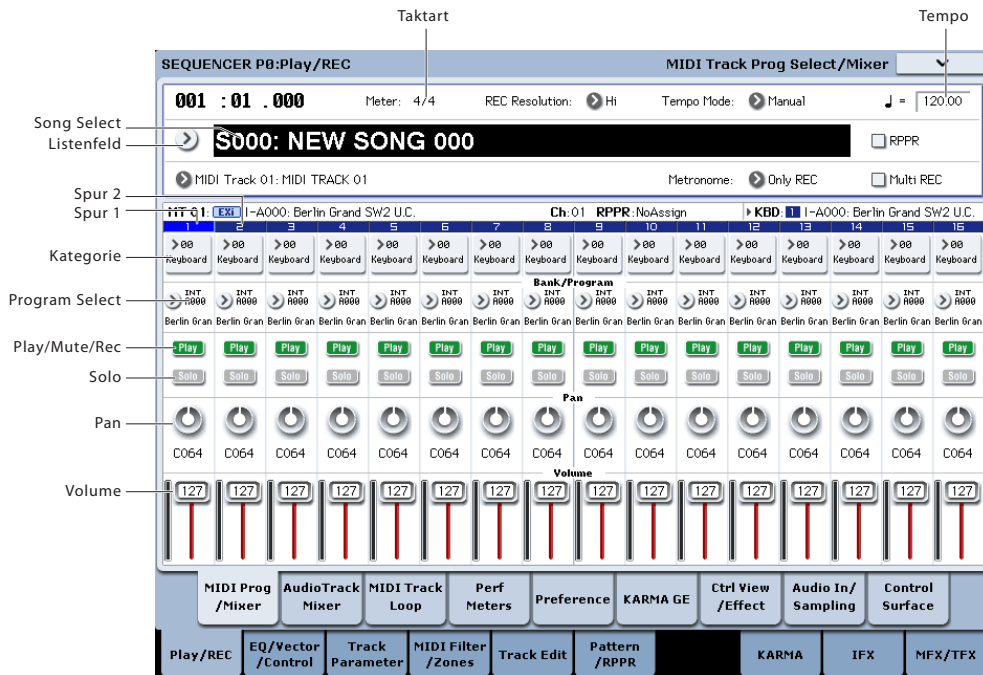 Taktart Tempo
SEQUENCER P0:Play/REC MIDI Track Prog Select/Mixer
001 :01 .000 Meter: 4/4 REC Resolution: Hi Tempo Mode: Manual ♩ = 120.00
Song Select
Listenfeld
S000: NEW SONG 000 RPPR
MIDI Track 01: MIDI TRACK 01 Metronome: Only REC Multi REC
Spur 2
Spur 1
MT 01: EXi I-A000: Berlin Grand SW2 U.C. Ch:01 RPPR:NoAssign KBD: 1 I-A000: Berlin Grand SW2 U.C.
1 2 3 4 5 6 7 8 9 10 11 12 13 14 15 16
Kategorie
00 00 00 00 00 00 00 00 00 00 00 00 00 00 00 00
Keyboard Keyboard Keyboard Keyboard Keyboard Keyboard Keyboard Keyboard Keyboard Keyboard Keyboard Keyboard Keyboard Keyboard Keyboard Keyboard
Bank/Program
Program Select
INT INT INT INT INT INT INT INT INT INT INT INT INT INT INT INT
A000 A000 A000 A000 A000 A000 A000 A000 A000 A000 A000 A000 A000 A000 A000 A000
Berlin Gran Berlin Gran Berlin Gran Berlin Gran Berlin Gran Berlin Gran Berlin Gran Berlin Gran Berlin Gran Berlin Gran Berlin Gran Berlin Gran Berlin Gran Berlin Gran Berlin Gran Berlin Gran
Play/Mute/Rec Play Play Play Play Play Play Play Play Play Play Play Play Play Play Play Play
Solo Solo Solo Solo Solo Solo Solo Solo Solo Solo Solo Solo Solo Solo Solo Solo Solo
Pan
Pan
C064 C064 C064 C064 C064 C064 C064 C064 C064 C064 C064 C064 C064 C064 C064 C064
Volume
Volume 127 127 127 127 127 127 127 127 127 127 127 127 127 127 127 127
MIDI Prog AudioTrack MIDI Track Perf Preference KARMA GE Ctrl View Audio In/ Control
/Mixer Mixer Loop Meters /Effect Sampling Surface
Play/REC EQ/Vector Track MIDI Filter Track Edit Pattern KARMA IFX MFX/TFX
/Control Parameter /Zones /RPPR